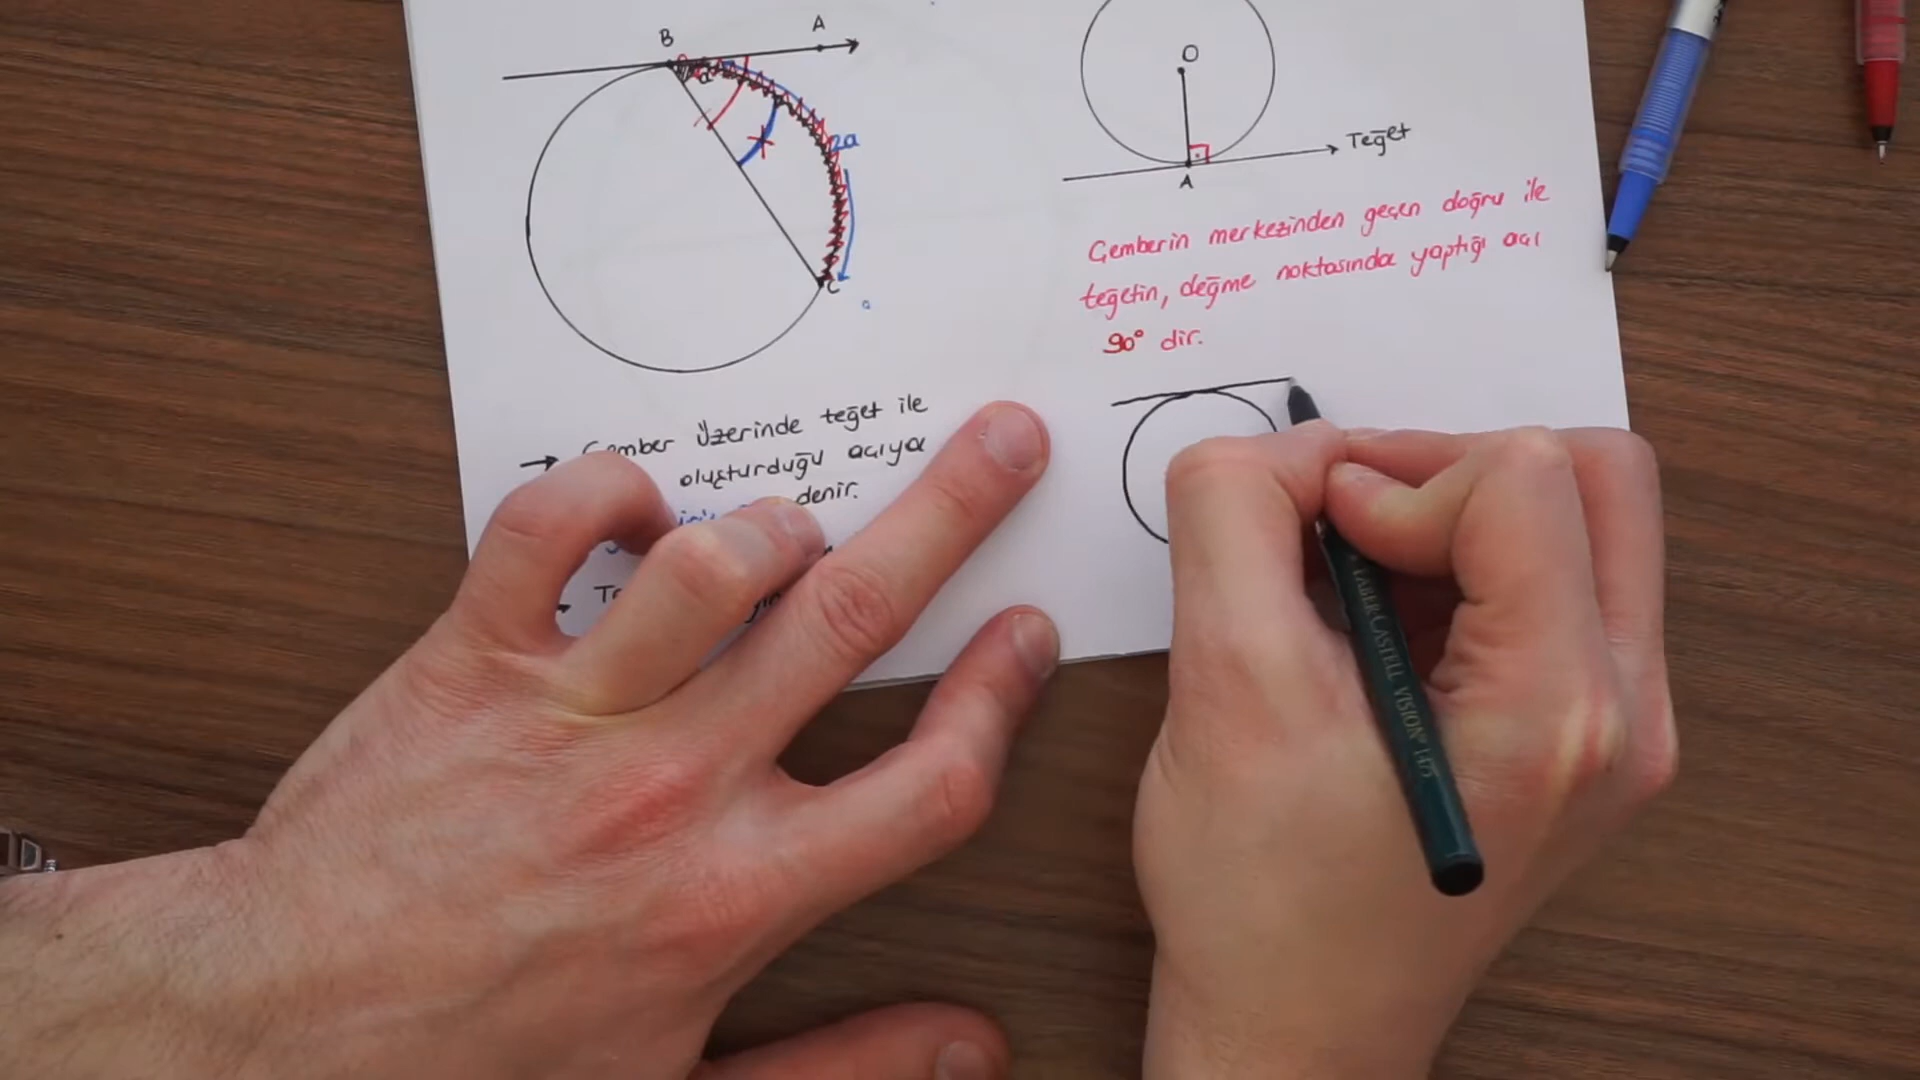 B
A
a
2a
C
Çember üzerinde teğet ile
oluşturduğu açıya
denir.
O
A
Teğet
Çemberin merkezinden geçen doğru ile
teğetin, değme noktasında yaptığı açı
90° dir.
FABER-CASTELL VISION 1475